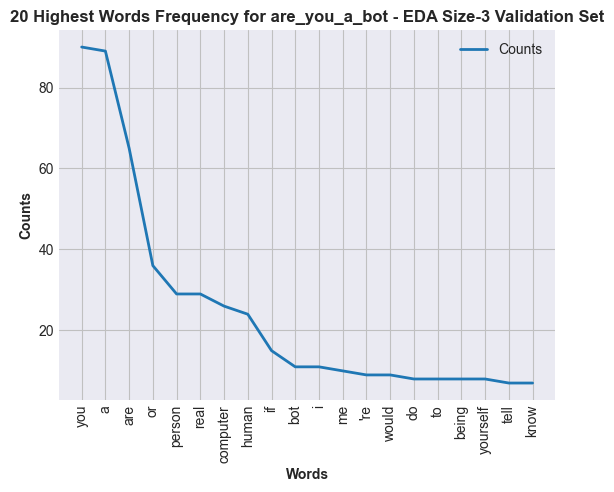 20 Highest Words Frequency for are_you_a_bot - EDA Size-3 Validation Set
Counts
Counts
80
60
40
20
you
a
are
or
person
real
computer
human
if
bot
i
me
're
would
do
to
being
yourself
tell
know
Words